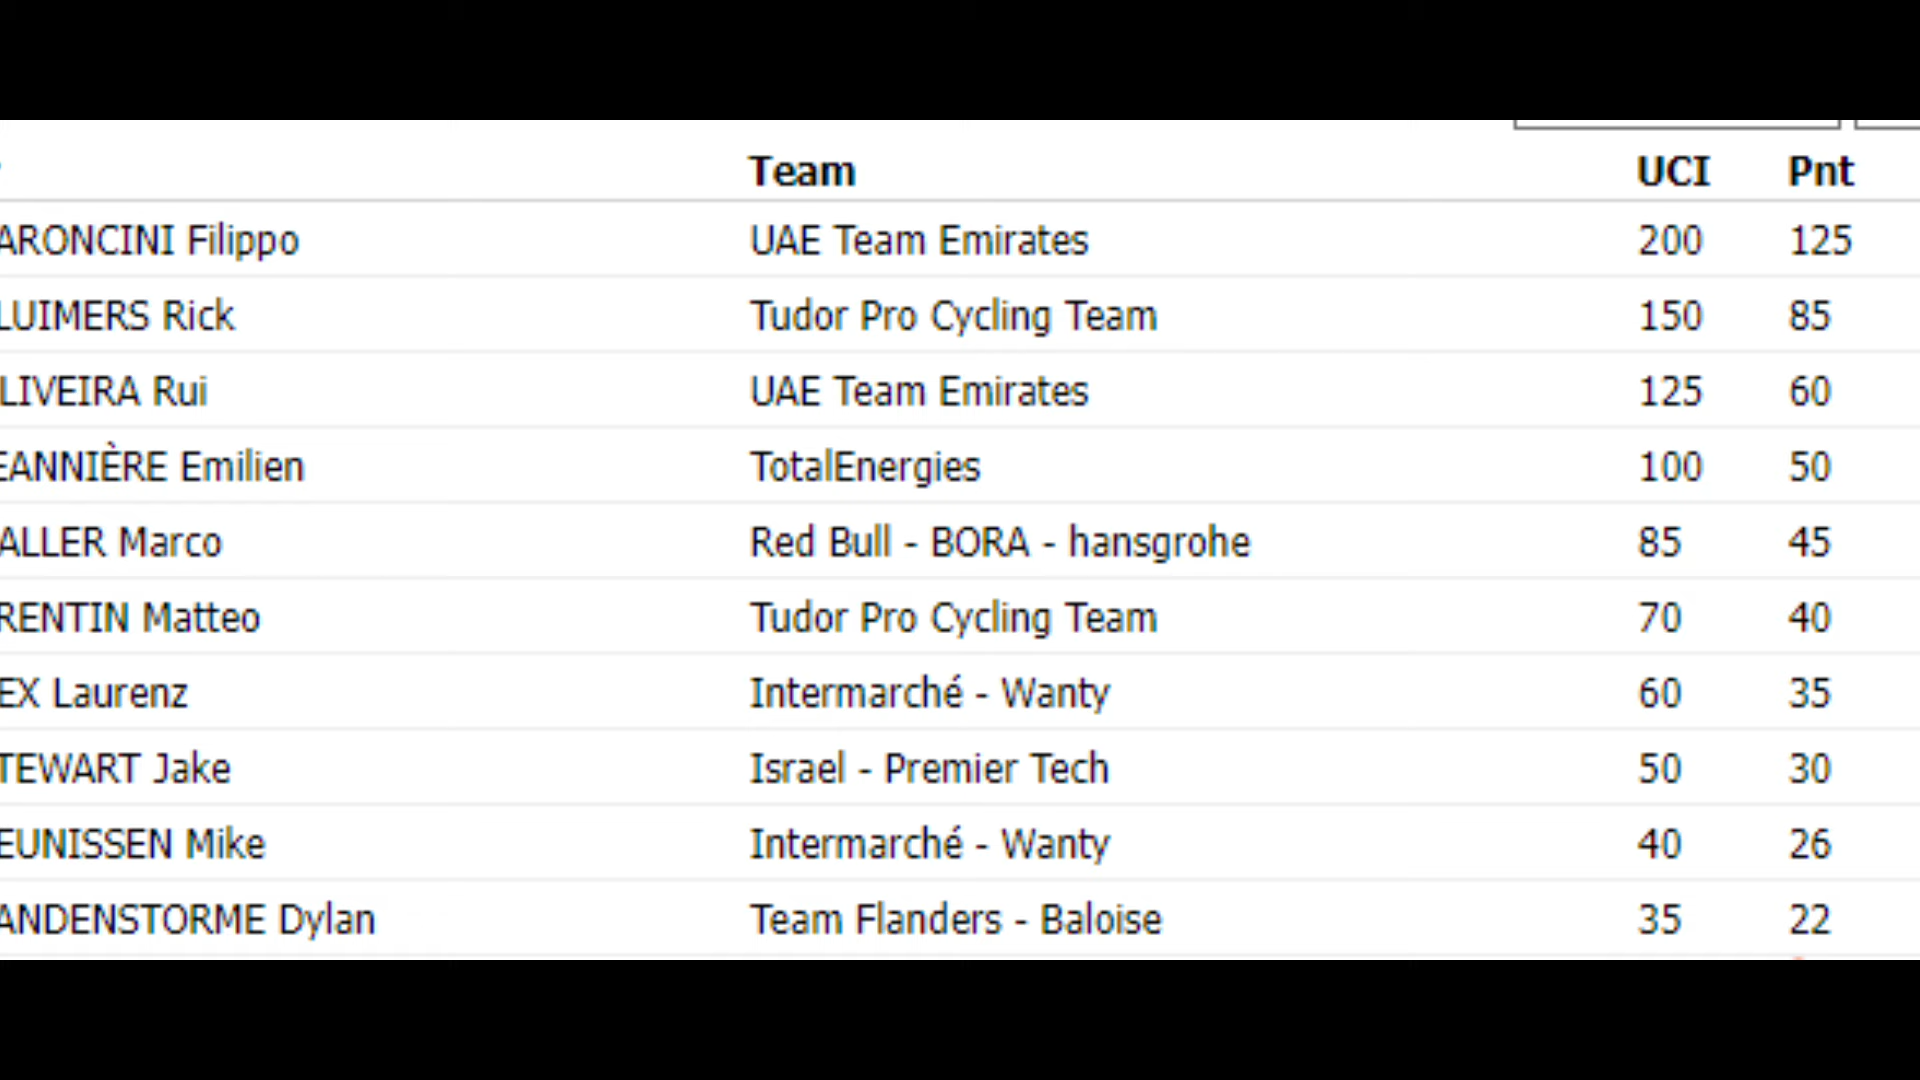 Team UCI Pnt
ARONCINI Filippo UAE Team Emirates 200 125
LUIMERS Rick Tudor Pro Cycling Team 150 85
LIVEIRA Rui UAE Team Emirates 125 60
EANNIÈRE Emilien TotalEnergies 100 50
ALLER Marco Red Bull - BORA - hansgrohe 85 45
RENTIN Matteo Tudor Pro Cycling Team 70 40
EX Laurenz Intermarché - Wanty 60 35
TEWART Jake Israel - Premier Tech 50 30
EUNISSEN Mike Intermarché - Wanty 40 26
ANDENSTORME Dylan Team Flanders - Baloise 35 22